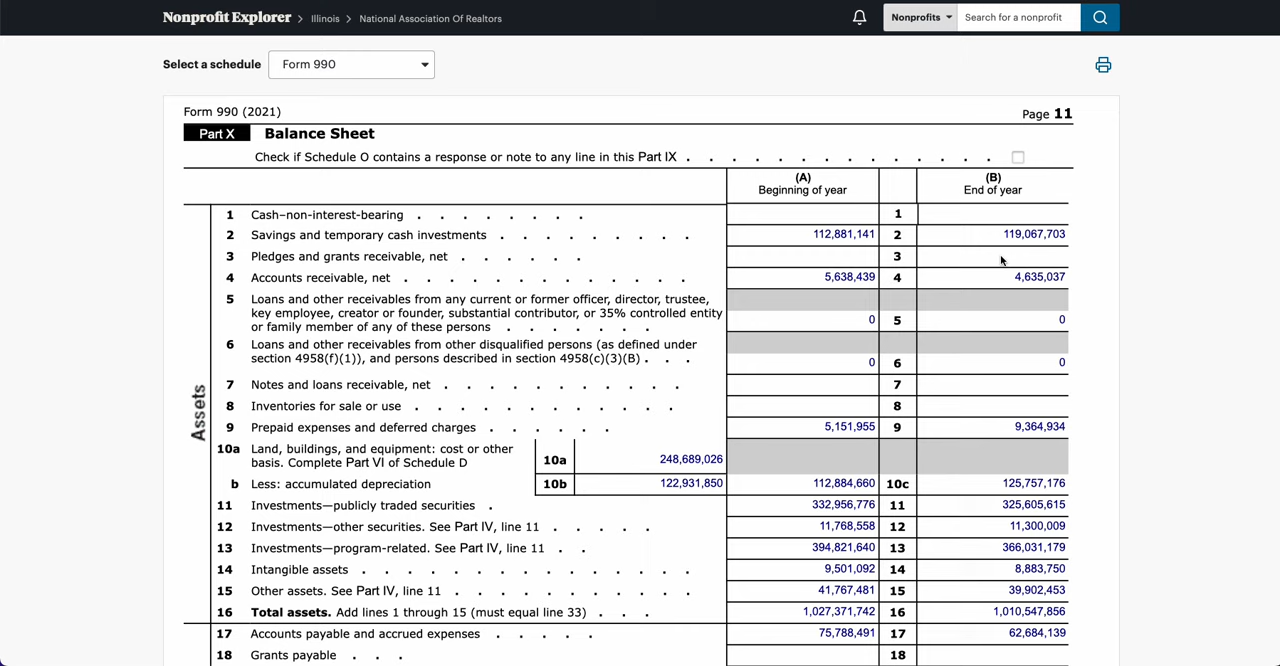 Nonprofit Explorer > Illinois > National Association Of Realtors Nonprofits Search for a nonprofit
Select a schedule Form 990
Form 990 (2021) Page 11
Part X Balance Sheet
Check if Schedule O contains a response or note to any line in this Part IX . . . . . . . . . . . . . .
(A) (B)
Beginning of year End of year
Assets
1 Cash–non-interest-bearing . . . . . . . . 1
2 Savings and temporary cash investments . . . . . . . 112,881,141 2 119,067,703
3 Pledges and grants receivable, net . . . . . . 3
4 Accounts receivable, net . . . . . . . . . . . . . 5,638,439 4 4,635,037
5 Loans and other receivables from any current or former officer, director, trustee,
key employee, creator or founder, substantial contributor, or 35% controlled entity
or family member of any of these persons . . . . . . 0 5 0
6 Loans and other receivables from other disqualified persons (as defined under
section 4958(f)(1)), and persons described in section 4958(c)(3)(B) . . . 0 6 0
7 Notes and loans receivable, net . . . . . . . . . . . 7
8 Inventories for sale or use . . . . . . . . . . . . 8
9 Prepaid expenses and deferred charges . . . . . . 5,151,955 9 9,364,934
10a Land, buildings, and equipment: cost or other
basis. Complete Part VI of Schedule D 10a 248,689,026
b Less: accumulated depreciation 10b 122,931,850 112,884,660 10c 125,757,176
11 Investments—publicly traded securities . 332,956,776 11 325,605,615
12 Investments—other securities. See Part IV, line 11 . . . . . 11,768,558 12 11,300,009
13 Investments—program-related. See Part IV, line 11 . . 394,821,640 13 366,031,179
14 Intangible assets . . . . . . . . . . . . . . 9,501,092 14 8,883,750
15 Other assets. See Part IV, line 11 . . . . . . . . . . . 41,767,481 15 39,902,453
16 Total assets. Add lines 1 through 15 (must equal line 33) . . . 1,027,371,742 16 1,010,547,856
17 Accounts payable and accrued expenses . . . . . 75,788,491 17 62,684,139
18 Grants payable . . . 18